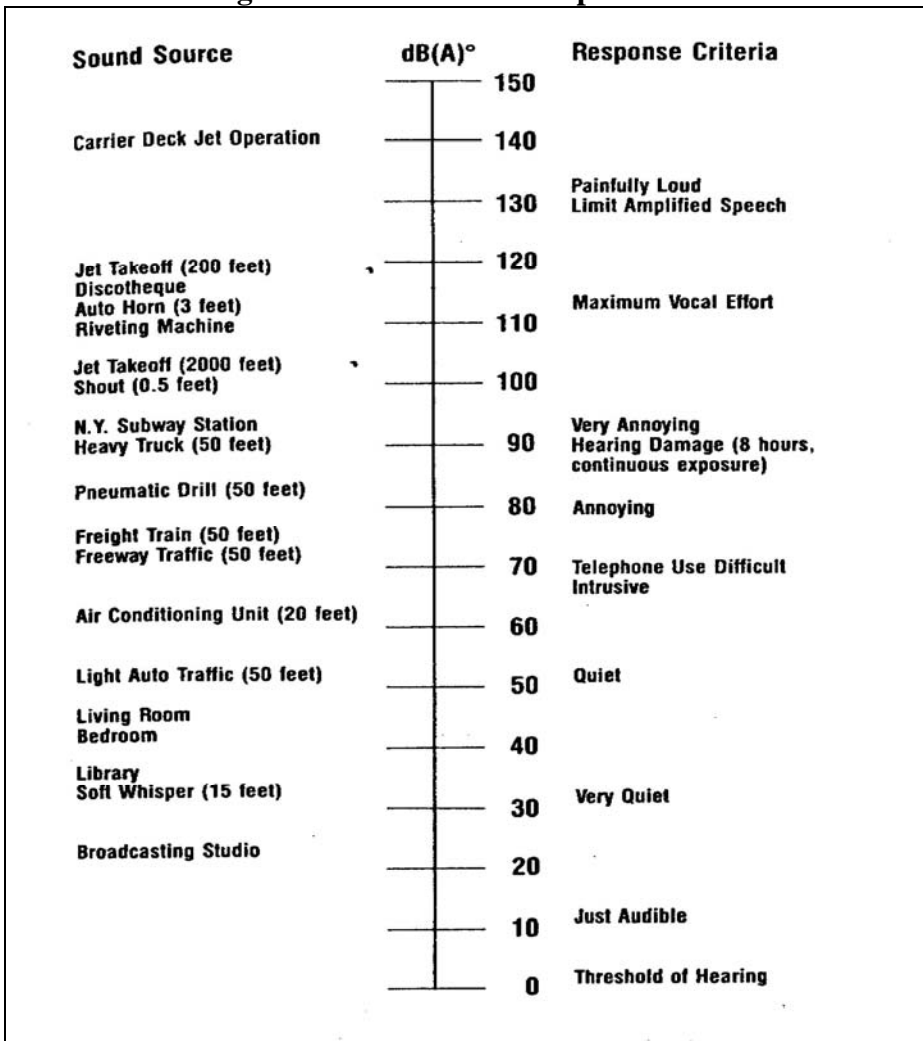 Sound Source dB(A)° Response Criteria
150
Carrier Deck Jet Operation 140
Painfully Loud
130 Limit Amplified Speech
120
Jet Takeoff (200 feet)
Discotheque
Auto Horn (3 feet) Maximum Vocal Effort
Riveting Machine 110
Jet Takeoff (2000 feet)
Shout (0.5 feet) 100
N.Y. Subway Station Very Annoying
Heavy Truck (50 feet) 90 Hearing Damage (8 hours,
continuous exposure)
Pneumatic Drill (50 feet)
80 Annoying
Freight Train (50 feet)
Freeway Traffic (50 feet)
70 Telephone Use Difficult
Intrusive
Air Conditioning Unit (20 feet)
60
Light Auto Traffic (50 feet) 50 Quiet
Living Room
Bedroom 40
Library
Soft Whisper (15 feet) 30 Very Quiet
Broadcasting Studio
20
10 Just Audible
0 Threshold of Hearing